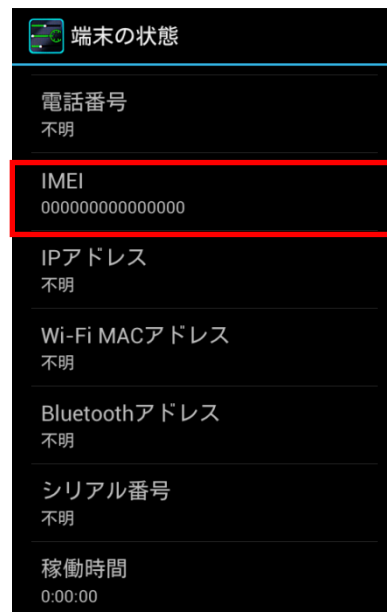 端末の状態
電話番号
不明
IMEI
000000000000000
IPアドレス
不明
Wi-Fi MACアドレス
不明
Bluetoothアドレス
不明
シリアル番号
不明
稼働時間
0:00:00